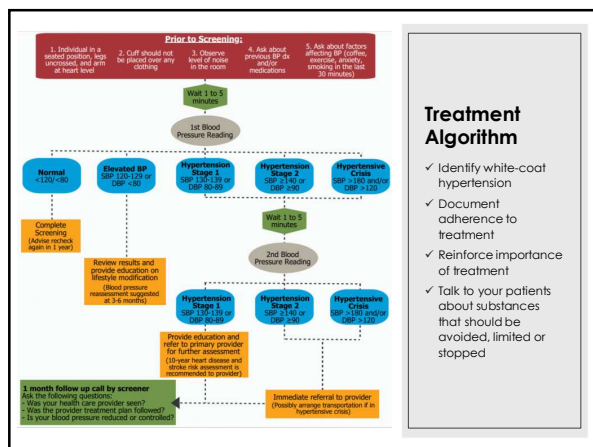 Prior to Screening:
1. Individual in a
seated position, legs
uncrossed, and arm
at heart level
2. Cuff should not
be placed over any
clothing
3. Observe
level of noise
in the room
4. Ask about
previous BP dx
and/or
medications
5. Ask about factors
affecting BP (coffee,
exercise, anxiety,
smoking in the last
30 minutes)
Wait 1 to 5
minutes
1st Blood
Pressure Reading
Normal
<120/<80
Elevated BP
SBP 120-129 or
DBP <80
Hypertension
Stage 1
SBP 130-139 or
DBP 80-89
Hypertension
Stage 2
SBP ≥140 or
DBP ≥90
Hypertensive
Crisis
SBP >180 and/or
DBP >120
Complete
Screening
(Advise recheck
again in 1 year)
Wait 1 to 5
minutes
Review results and
provide education on
lifestyle modification
(Blood pressure
reassessment suggested
at 3-6 months)
2nd Blood
Pressure Reading
Hypertension
Stage 1
SBP 130-139 or
DBP 80-89
Hypertension
Stage 2
SBP ≥140 or
DBP ≥90
Hypertensive
Crisis
SBP >180 and/or
DBP >120
Provide education and
refer to primary provider
for further assessment
(10-year heart disease and
stroke risk assessment is
recommended to provider)
1 month follow up call by screener
Ask the following questions:
- Was your health care provider seen?
- Was the provider treatment plan followed?
- Is your blood pressure reduced or controlled?
Immediate referral to provider
(Possibly arrange transportation if in
hypertensive crisis)
Treatment
Algorithm
✓ Identify white-coat
hypertension
✓ Document
adherence to
treatment
✓ Reinforce importance
of treatment
✓ Talk to your patients
about substances
that should be
avoided, limited or
stopped